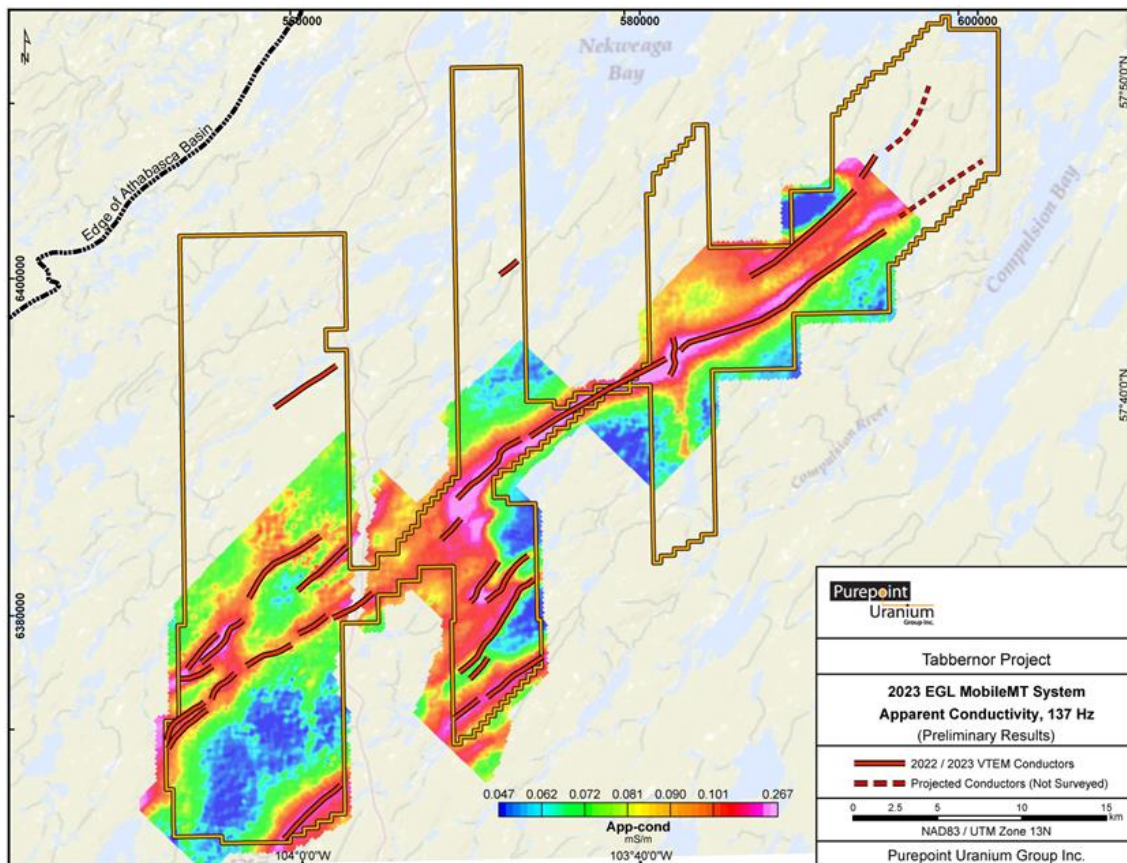 560000
580000
600000
N
Nekweaga
Bay
57°50'0"N
Edge of Athabasca Basin
6400000
Compulsion Bay
57°40'0"N
Compulsion River
6380000
Purepoint
Uranium
Group Inc.
Tabbernor Project
2023 EGL MobileMT System
Apparent Conductivity, 137 Hz
(Preliminary Results)
2022 / 2023 VTEM Conductors
Projected Conductors (Not Surveyed)
0 2.5 5 10 15
km
NAD83 / UTM Zone 13N
Purepoint Uranium Group Inc.
0.047 0.062 0.072 0.081 0.090 0.101 0.267
App-cond
mS/m
104°0'0"W
103°40'0"W